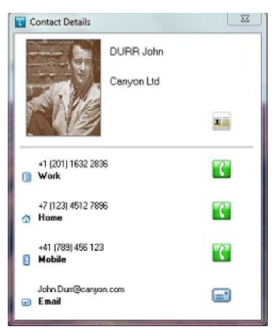 Contact Details
DURR John
Canyon Ltd
+1 (201) 1632 2836
Work
+7 (123) 4512 7896
Home
+41 (789) 456 123
Mobile
John.Durr@canyon.com
Email